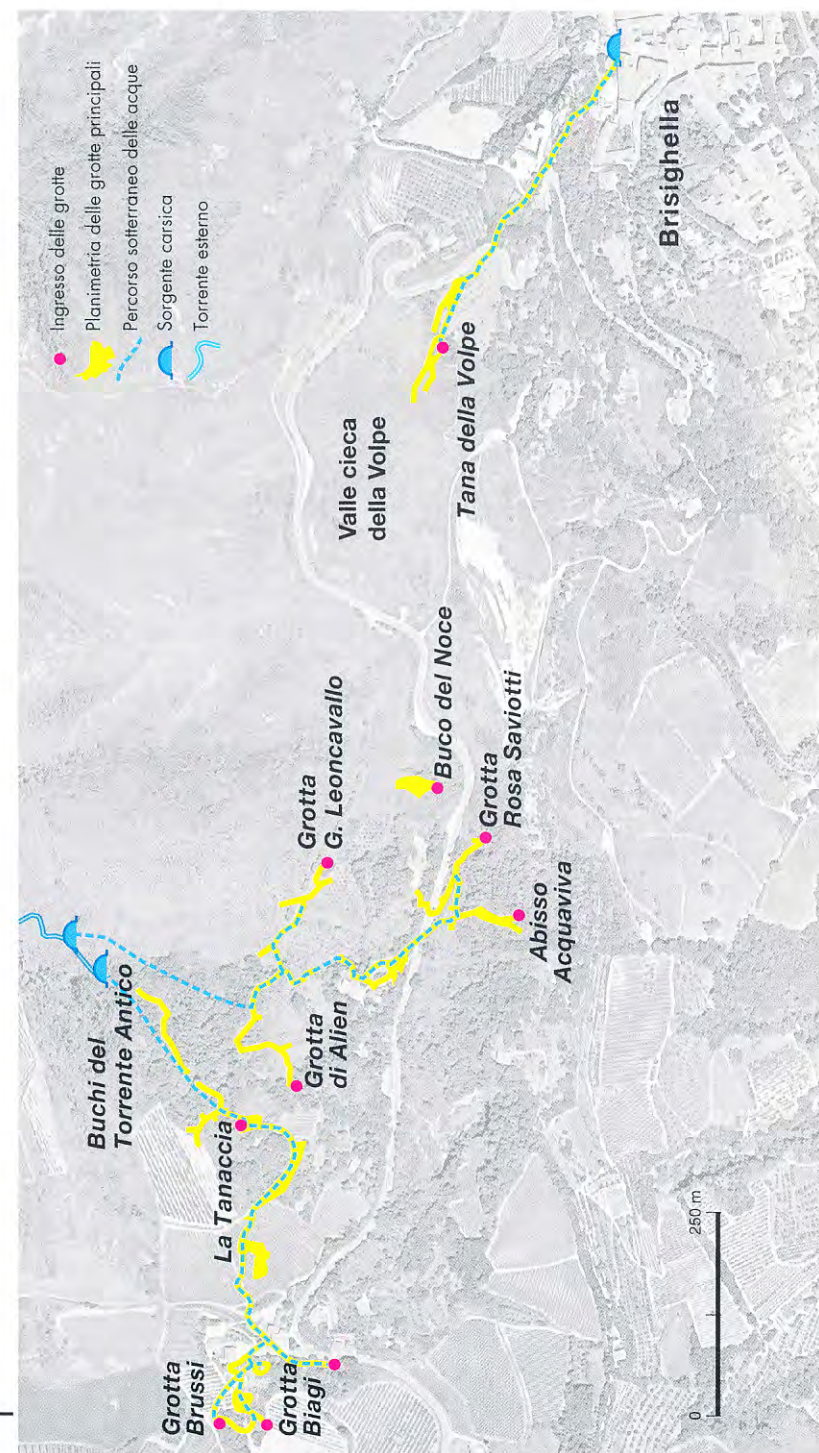 Ingresso delle grotte
Planimetria delle grotte principali
Percorso sotterraneo delle acque
Sorgente carsica
Torrente esterno
Buchi del
Torrente Antico
La Tanaccia
Grotta
Brussi
Grotta
Biagi
Grotta
di Alien
Grotta
G. Leoncavallo
Buco del Noce
Grotta
Rosa Saviotti
Abisso
Acquaviva
Valle cieca
della Volpe
Tana della Volpe
Brisighella
0
250 m